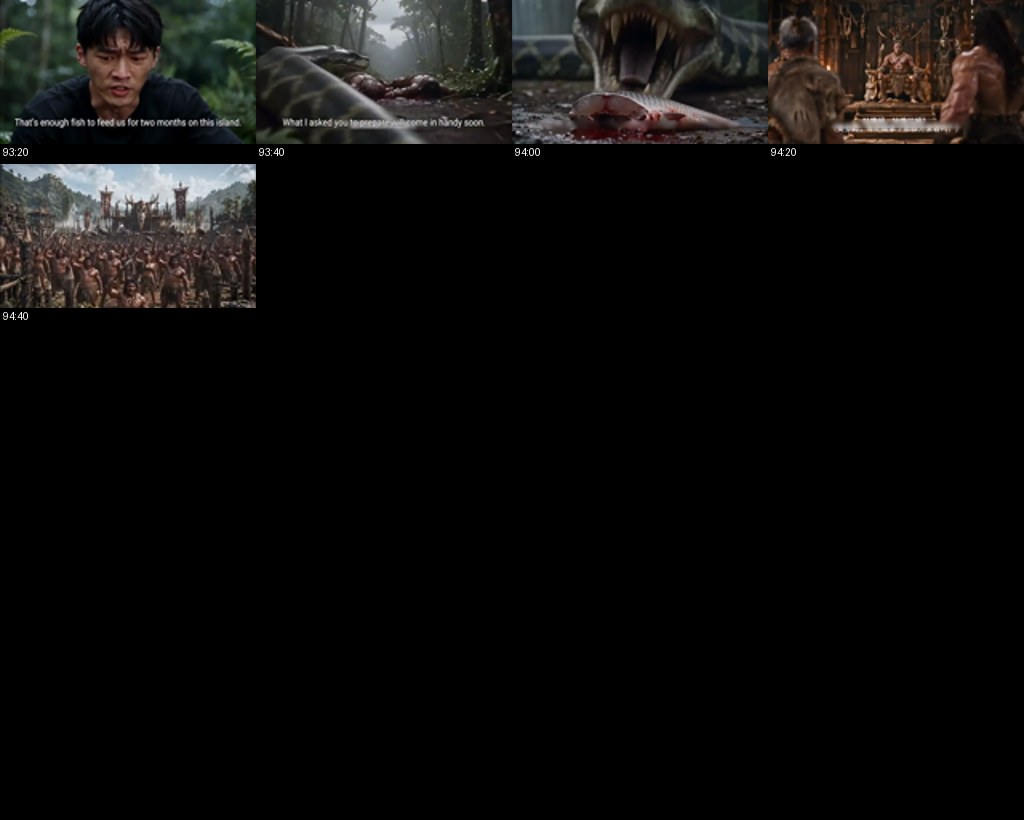 That's enough fish to feed us for two months on this island.
What I asked you to prepare will come in handy soon.
93:20
93:40
94:00
94:20
94:40